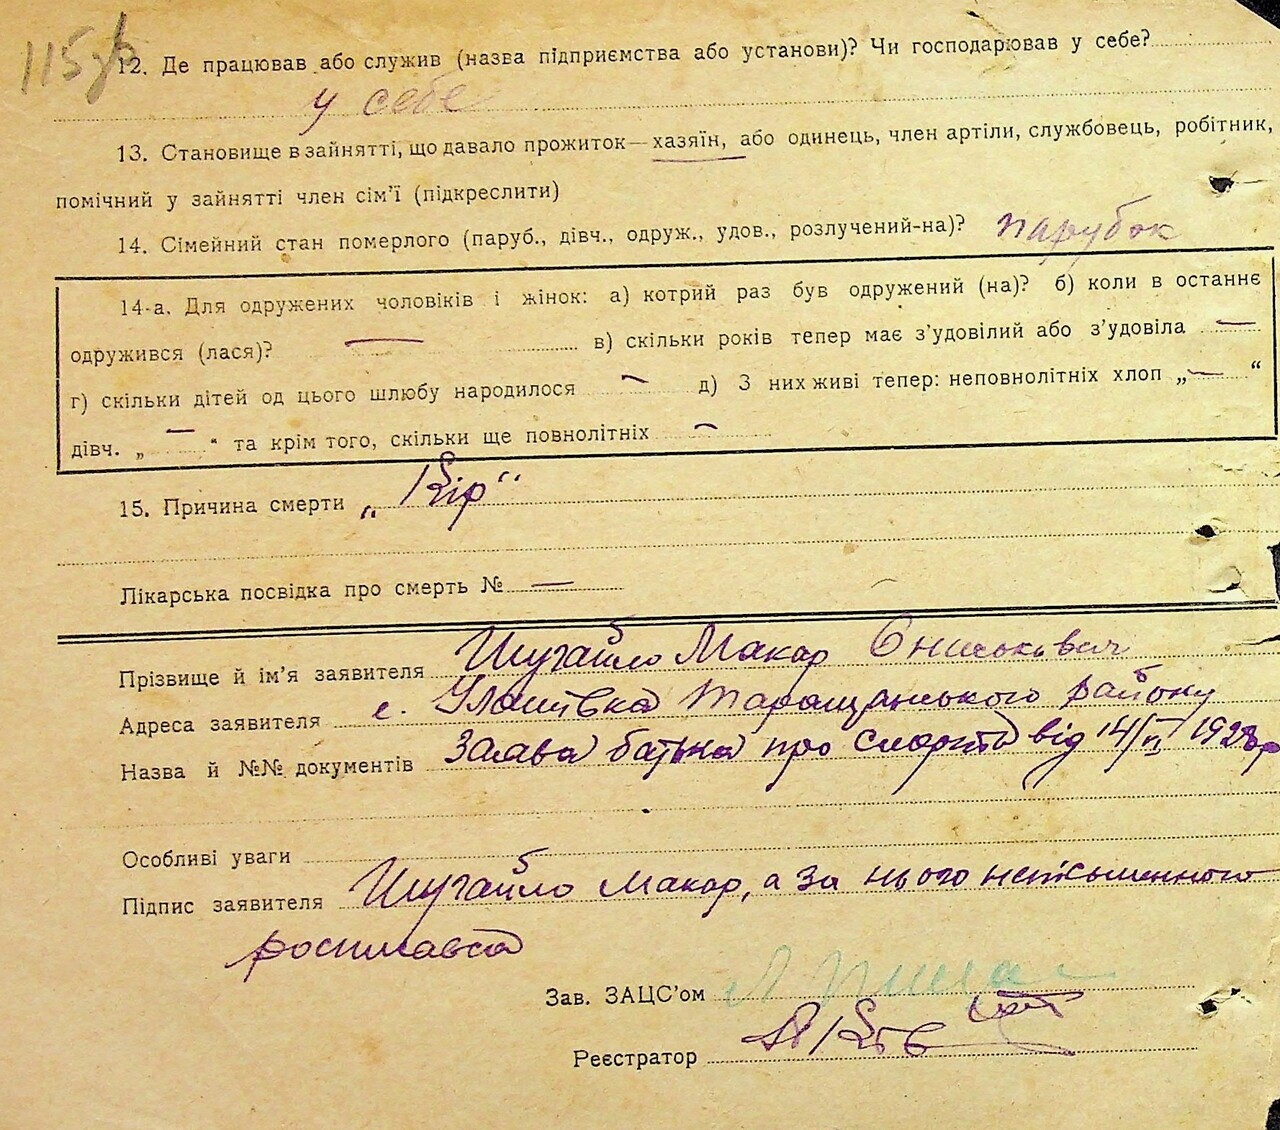 115зв
12. Де працював або служив (назва підприємства або установи)? Чи господарював у себе?
у себе
13. Становище в зайнятті, що давало прожиток—хазяїн, або одинець, член артіли, службовець, робітник,
помічний у зайнятті член сім'ї (підкреслити)
14. Сімейний стан померлого (паруб., дівч., одруж., удов., розлучений-на)? парубок
14-а. Для одружених чоловіків і жінок: а) котрий раз був одружений (на)? б) коли в останнє
одружився (лася)? — в) скільки років тепер має з'удовілий або з'удовіла —
г) скільки дітей од цього шлюбу народилося — д) З них живі тепер: неповнолітніх хлоп „—“
дівч. „—“ та крім того, скільки ще повнолітніх —
15. Причина смерти „Кір“
Лікарська посвідка про смерть № —
Прізвище й ім'я заявителя Шугайло Макар
Адреса заявителя с. Улашівка Таращанського району
Назва й №№ документів Заява батька про смерть від 14/II 1928 р
Особливі уваги
Підпис заявителя Шугайло Макар, а за нього неписьменного
росписався
Зав. ЗАЦС'ом
Реєстратор